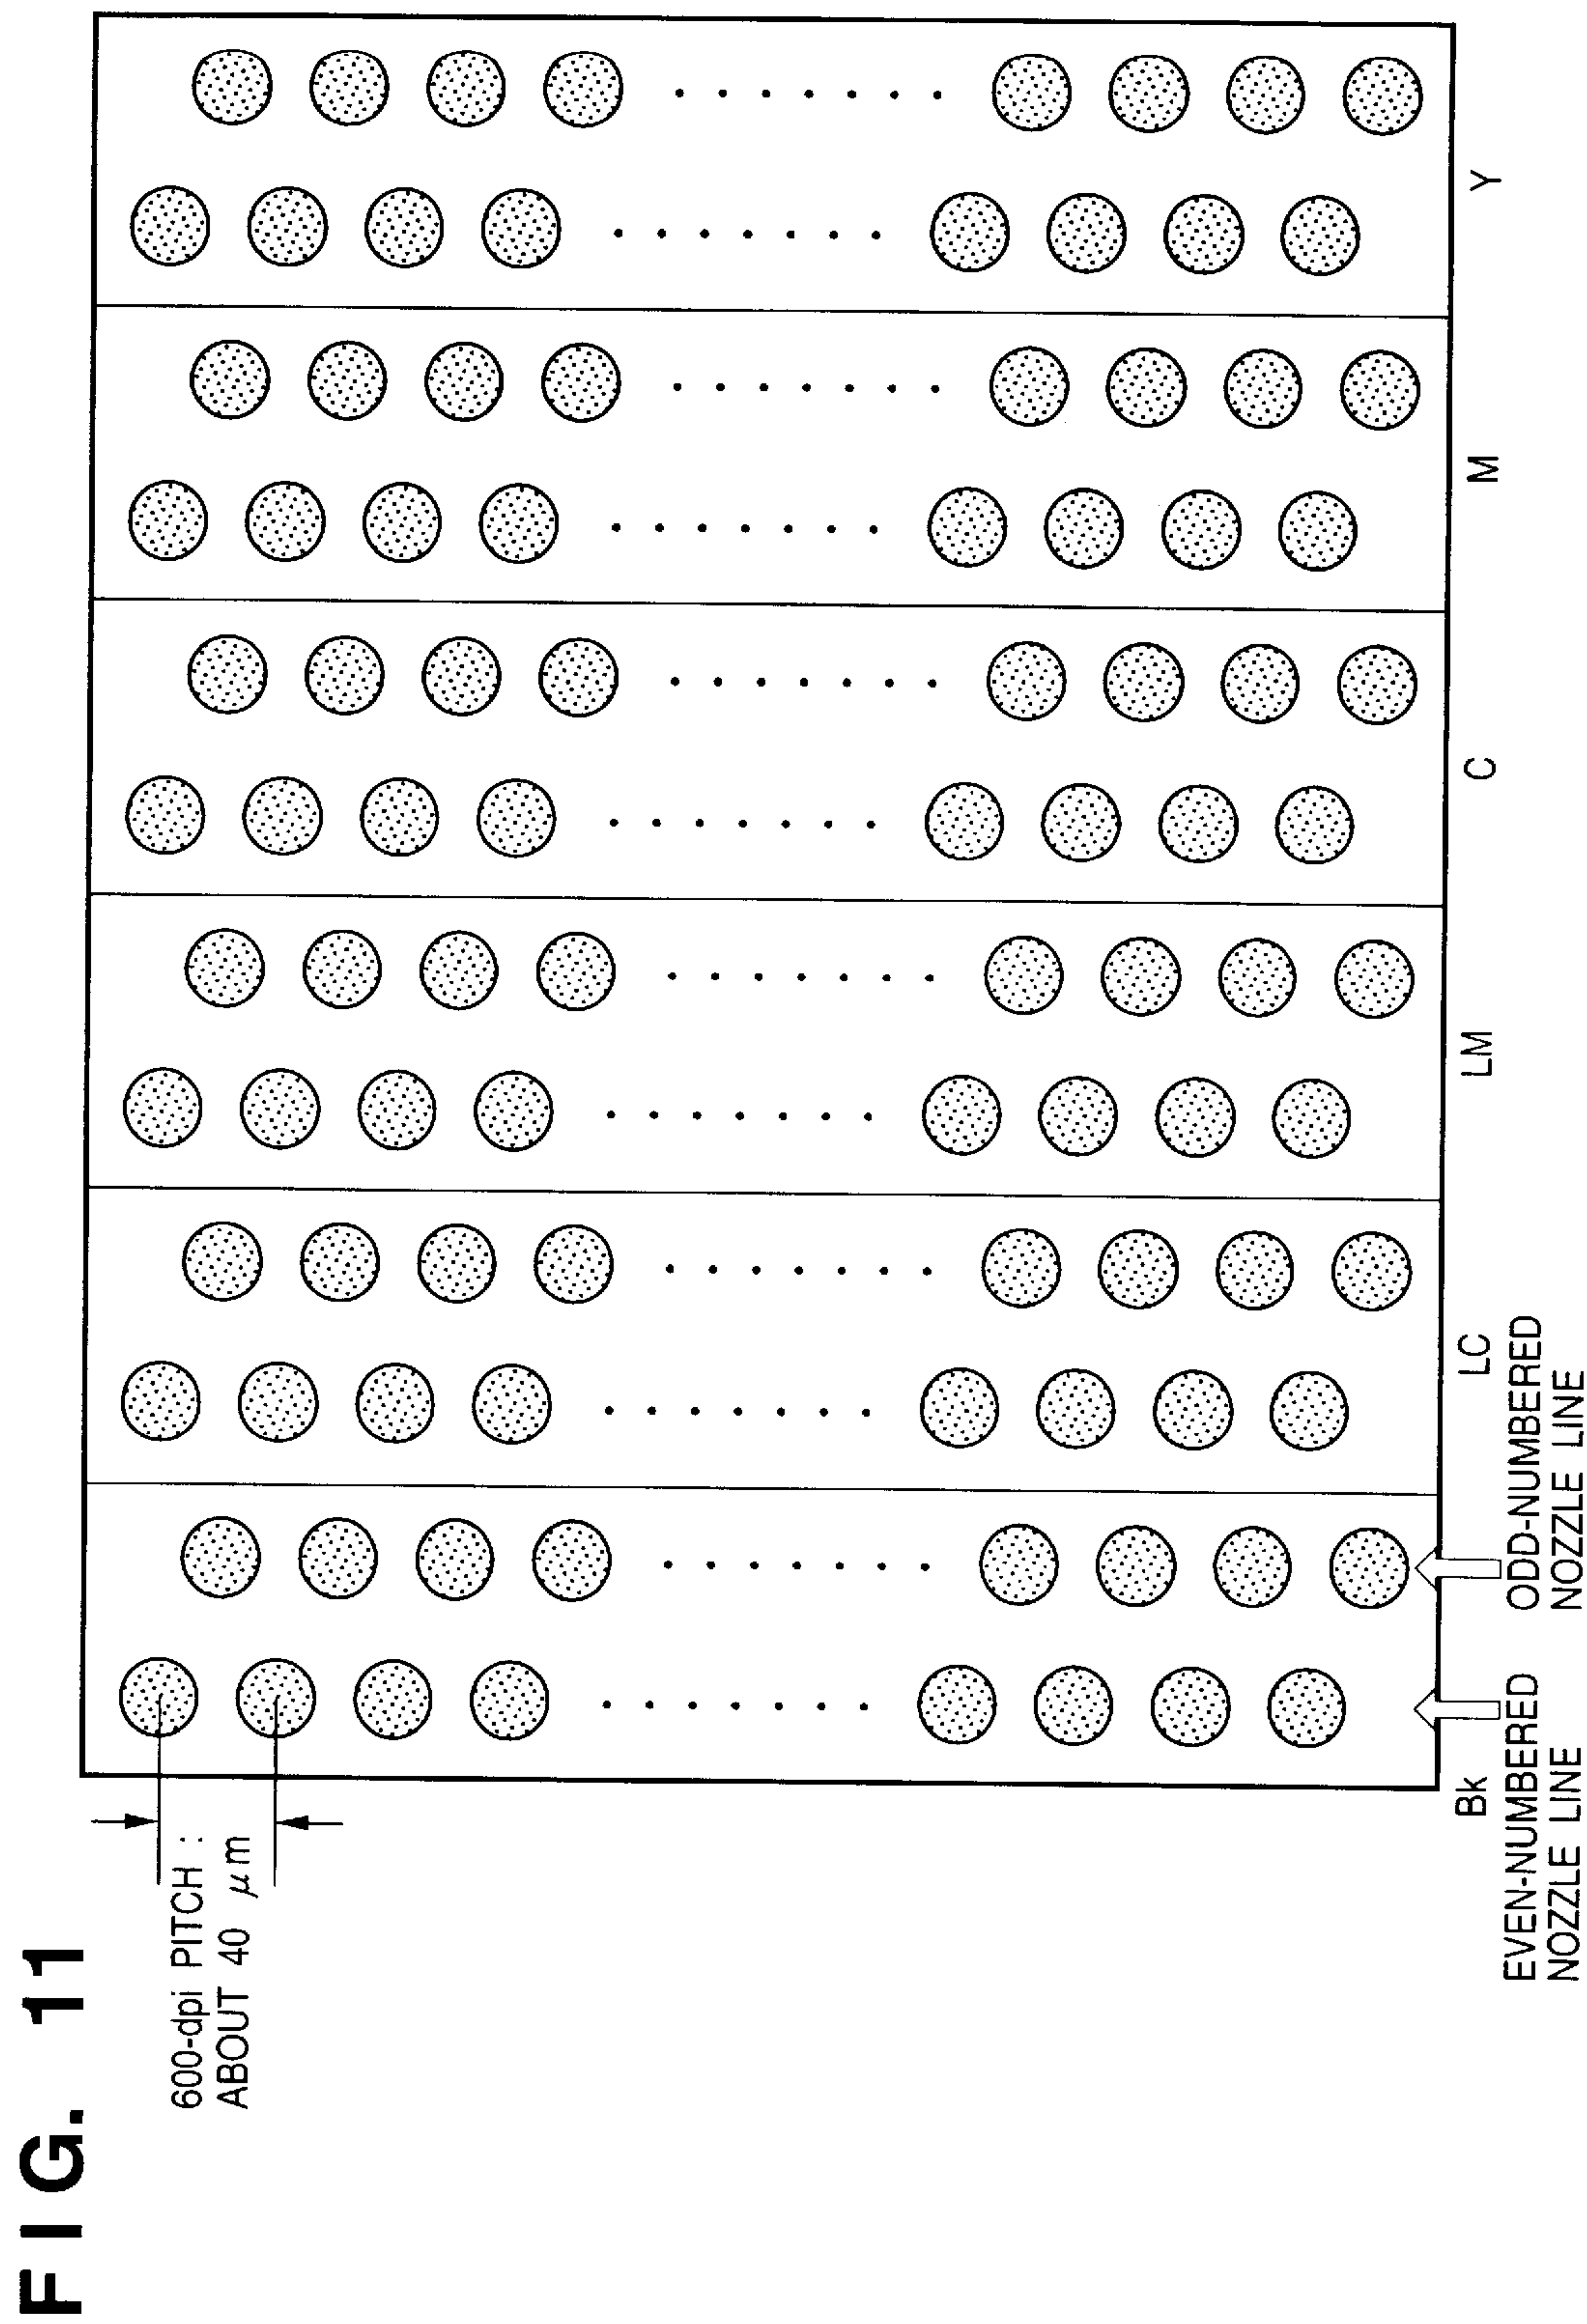 FIG. 11
600-dpi PITCH :
ABOUT 40 μm
Bk
LC
LM
C
M
Y
EVEN-NUMBERED
NOZZLE LINE
ODD-NUMBERED
NOZZLE LINE